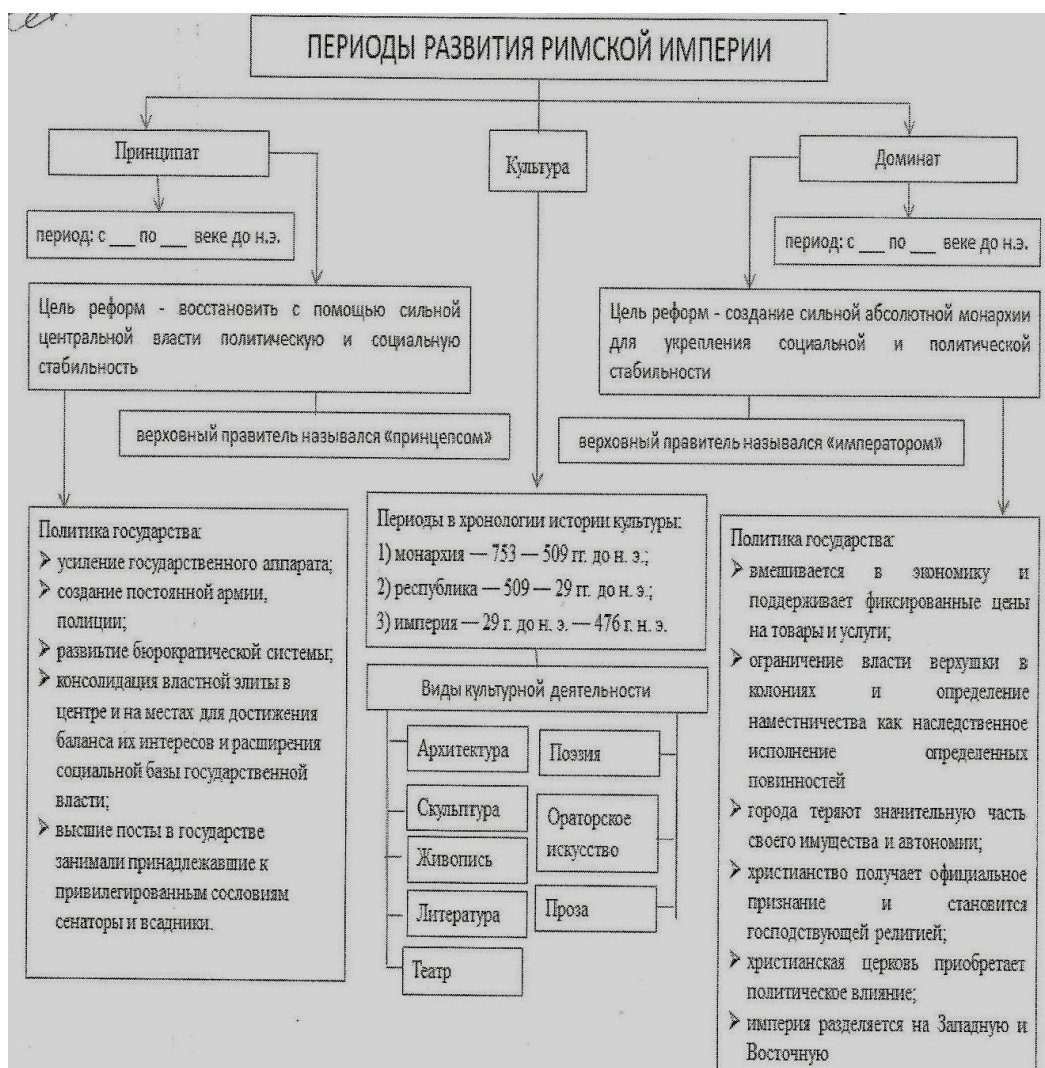 ПЕРИОДЫ РАЗВИТИЯ РИМСКОЙ ИМПЕРИИ
Принципат
Культура
Доминат
период: с ___ по ___ веке до н.э.
период: с ___ по ___ веке до н.э.
Цель реформ - восстановить с помощью сильной
центральной власти политическую и социальную
стабильность
Цель реформ - создание сильной абсолютной монархии
для укрепления социальной и политической
стабильности
верховный правитель назывался «принцепсом»
верховный правитель назывался «императором»
Политика государства:
➢ усиление государственного аппарата;
➢ создание постоянной армии,
полиции;
➢ развиьтие бюрократической системы;
➢ консолидация властной элиты в
центре и на местах для достижения
баланса их интересов и расширения
социальной базы государственной
власти;
➢ высшие посты в государстве
занимали принадлежавшие к
привилегированным сословиям
сенаторы и всадники.
Периоды в хронологии истории культуры:
1) монархия — 753 — 509 гг. до н. э.;
2) республика — 509 — 29 гг. до н. э.;
3) империя — 29 г. до н. э. — 476 г. н. э.
Виды культурной деятельности
Архитектура
Скульптура
Живопись
Литература
Театр
Поэзия
Ораторское
искусство
Проза
Политика государства:
➢ вмешивается в экономику и
поддерживает фиксированные цены
на товары и услуги;
➢ ограничение власти верхушки в
колониях и определение
наместничества как наследственное
исполнение определенных
повинностей
➢ города теряют значительную часть
своего имущества и автономии;
➢ христианство получает официальное
признание и становится
господствующей религией;
➢ христианская церковь приобретает
политическое влияние;
➢ империя разделяется на Западную и
Восточную